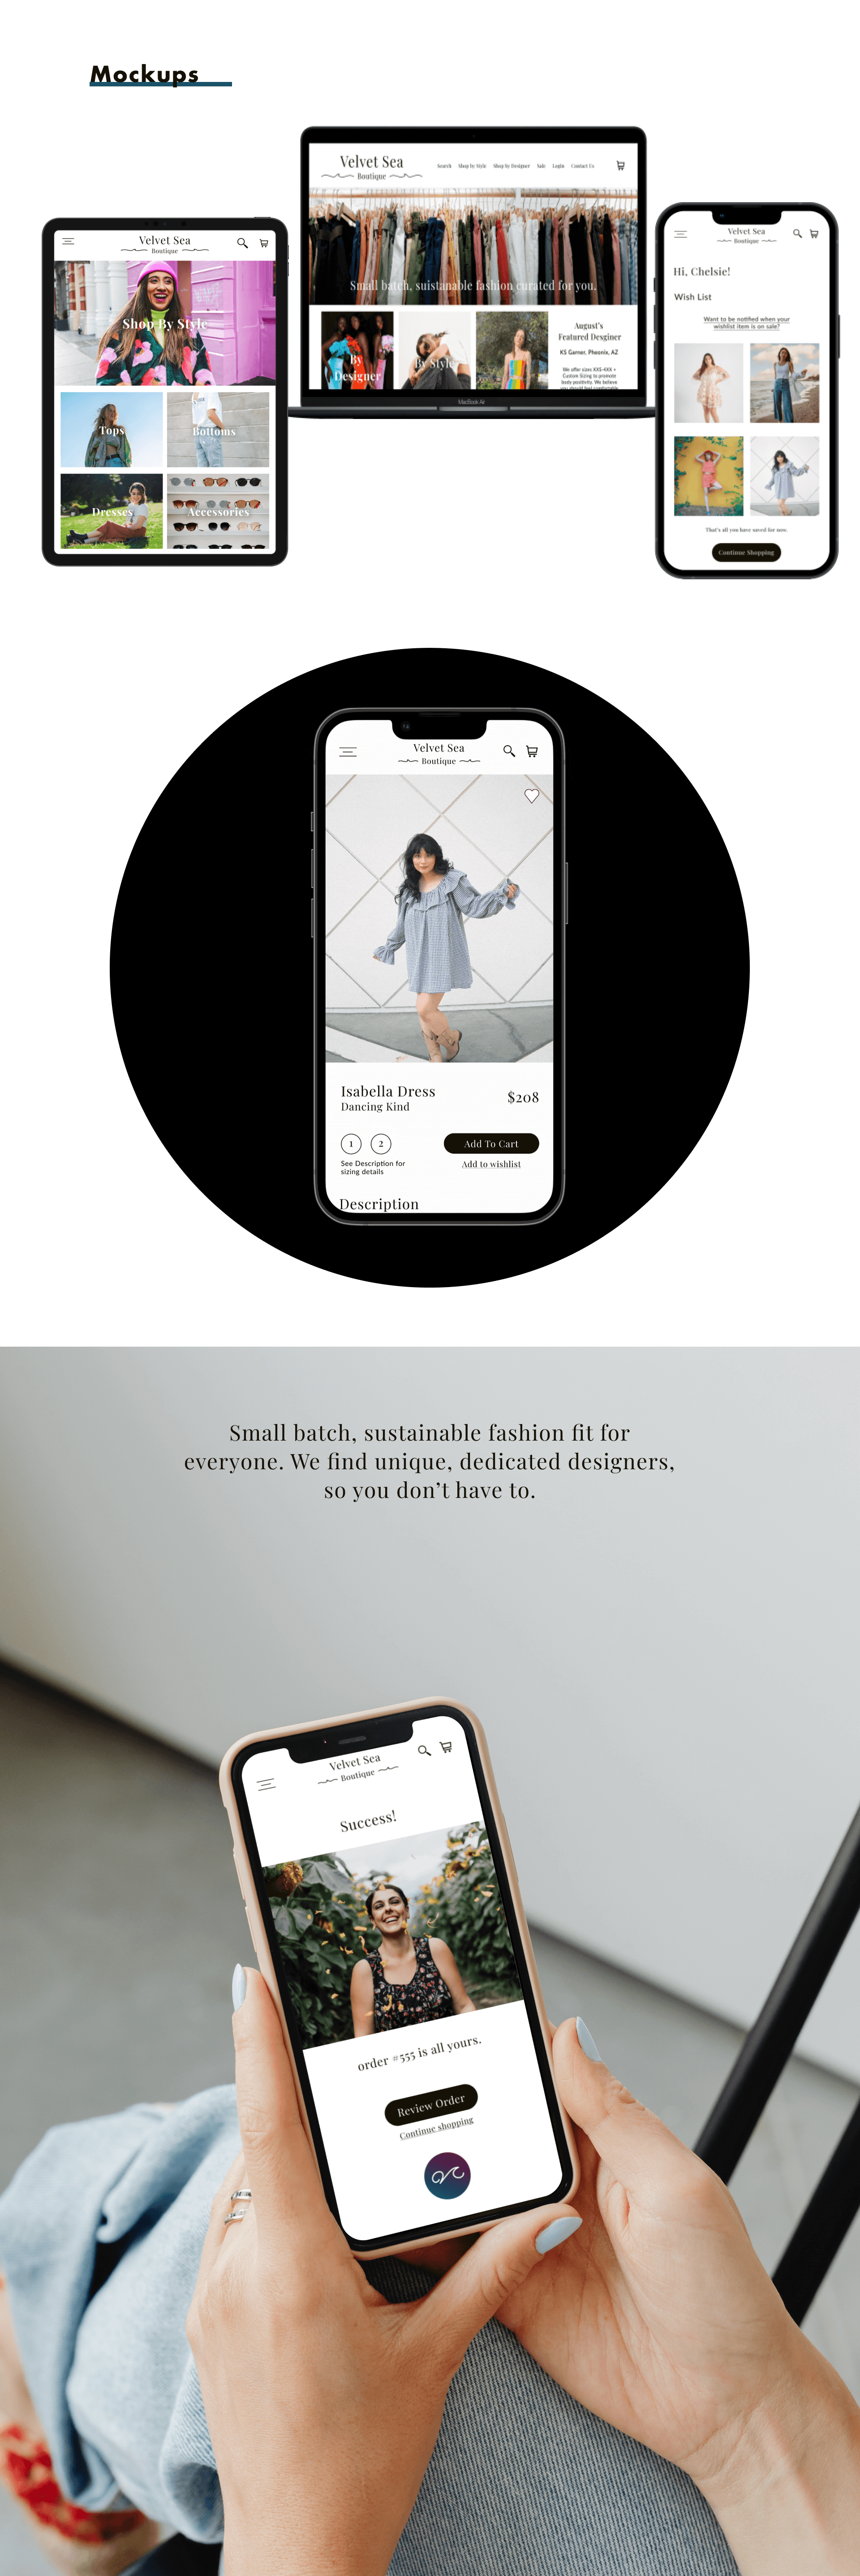 Mockups
Velvet Sea
Boutique
Search Shop by Style Shop by Designer Sale Login Contact Us
Small batch, suistanable fashion curated for you.
By
Designer
By Style
August's
Featured Desginer
KS Garner, Pheonix, AZ
We offer sizes XXS-4XX +
Custom Sizing to promote
body positivity. We believe
you should feel comfortable
MacBook Air
Velvet Sea
Boutique
Shop By Style
Tops
Bottoms
Dresses
Accessories
Velvet Sea
Boutique
Hi, Chelsie!
Wish List
Want to be notified when your
wishlist item is on sale?
That's all you have saved for now.
Continue Shopping
Velvet Sea
Boutique
Isabella Dress
Dancing Kind
$208
1 2
Add To Cart
See Description for
sizing details
Add to wishlist
Description
Small batch, sustainable fashion fit for
everyone. We find unique, dedicated designers,
so you don’t have to.
Velvet Sea
Boutique
Success!
order #555 is all yours.
Review Order
Continue shopping